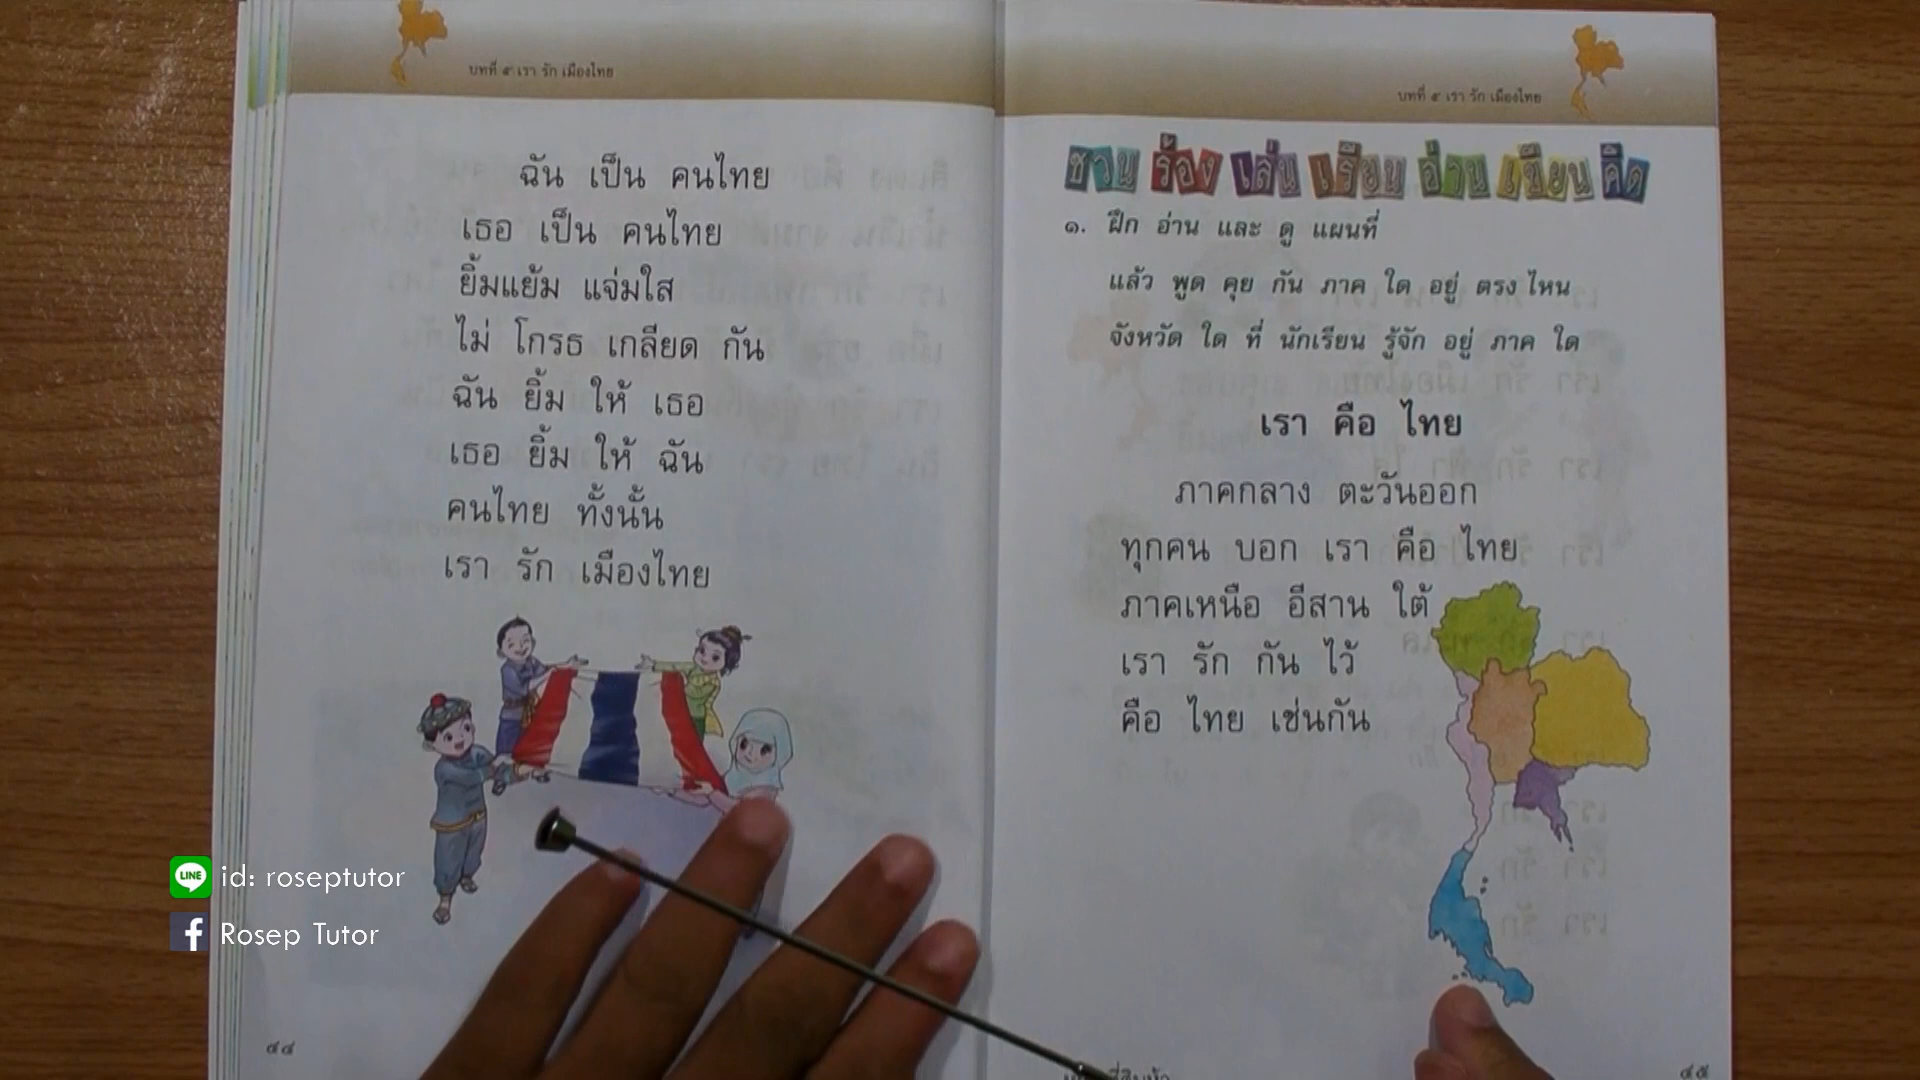 บทที่ ๕ เรา รัก เมืองไทย
ฉัน เป็น คนไทย
เธอ เป็น คนไทย
ยิ้มแย้ม แจ่มใส
ไม่ โกรธ เกลียด กัน
ฉัน ยิ้ม ให้ เธอ
เธอ ยิ้ม ให้ ฉัน
คนไทย ทั้งนั้น
เรา รัก เมืองไทย
LINE id: roseptutor
f Rosep Tutor
๔๔
บทที่ ๕ เรา รัก เมืองไทย
ชวน ร้อง เล่น เรียน อ่าน เขียน คิด
๑. ฝึก อ่าน และ ดู แผนที่
แล้ว พูด คุย กัน ภาค ใด อยู่ ตรง ไหน
จังหวัด ใด ที่ นักเรียน รู้จัก อยู่ ภาค ใด
เรา คือ ไทย
ภาคกลาง ตะวันออก
ทุกคน บอก เรา คือ ไทย
ภาคเหนือ อีสาน ใต้
เรา รัก กัน ไว้
คือ ไทย เช่นกัน
๔๕